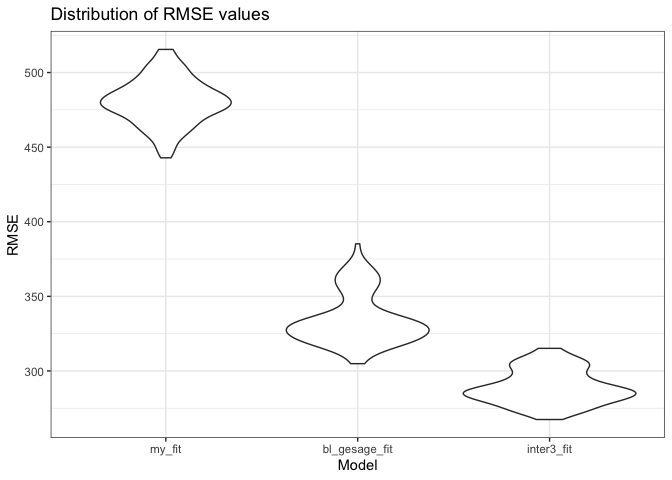 Distribution of RMSE values
500
450
400
350
300
RMSE
my_fit
bl_gesage_fit
inter3_fit
Model